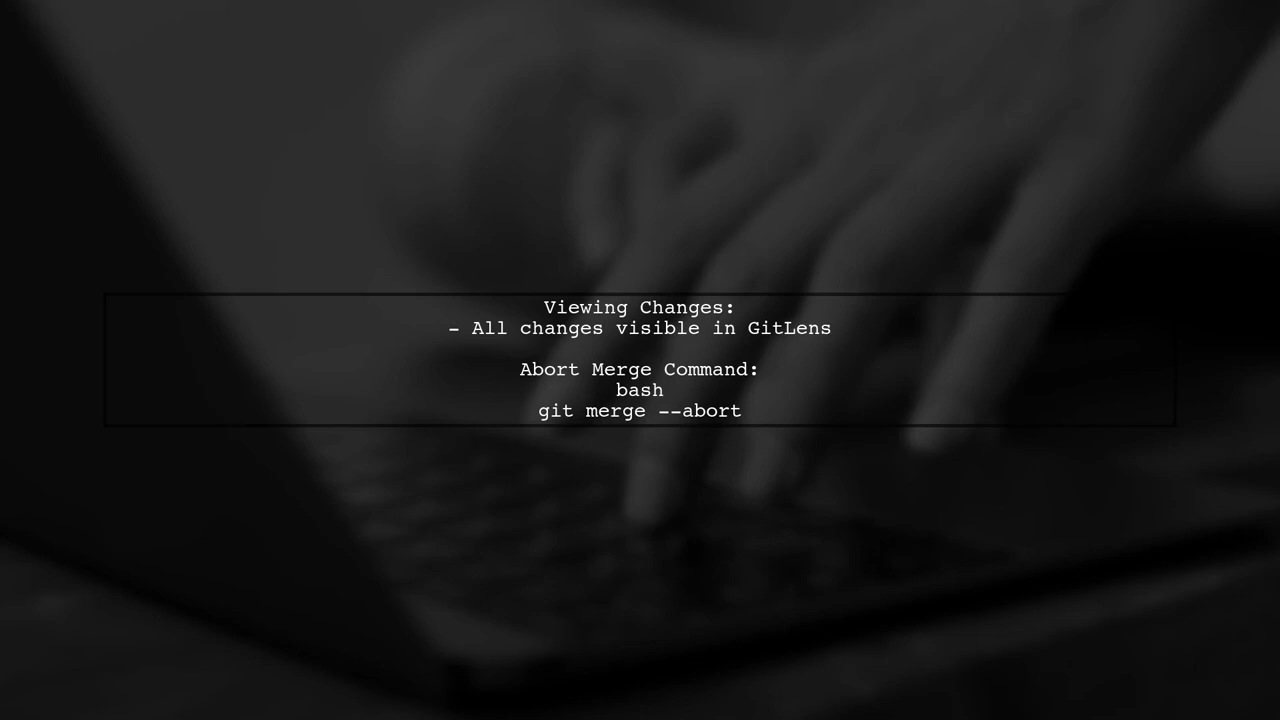 Viewing Changes:
- All changes visible in GitLens
Abort Merge Command:
bash
git merge --abort